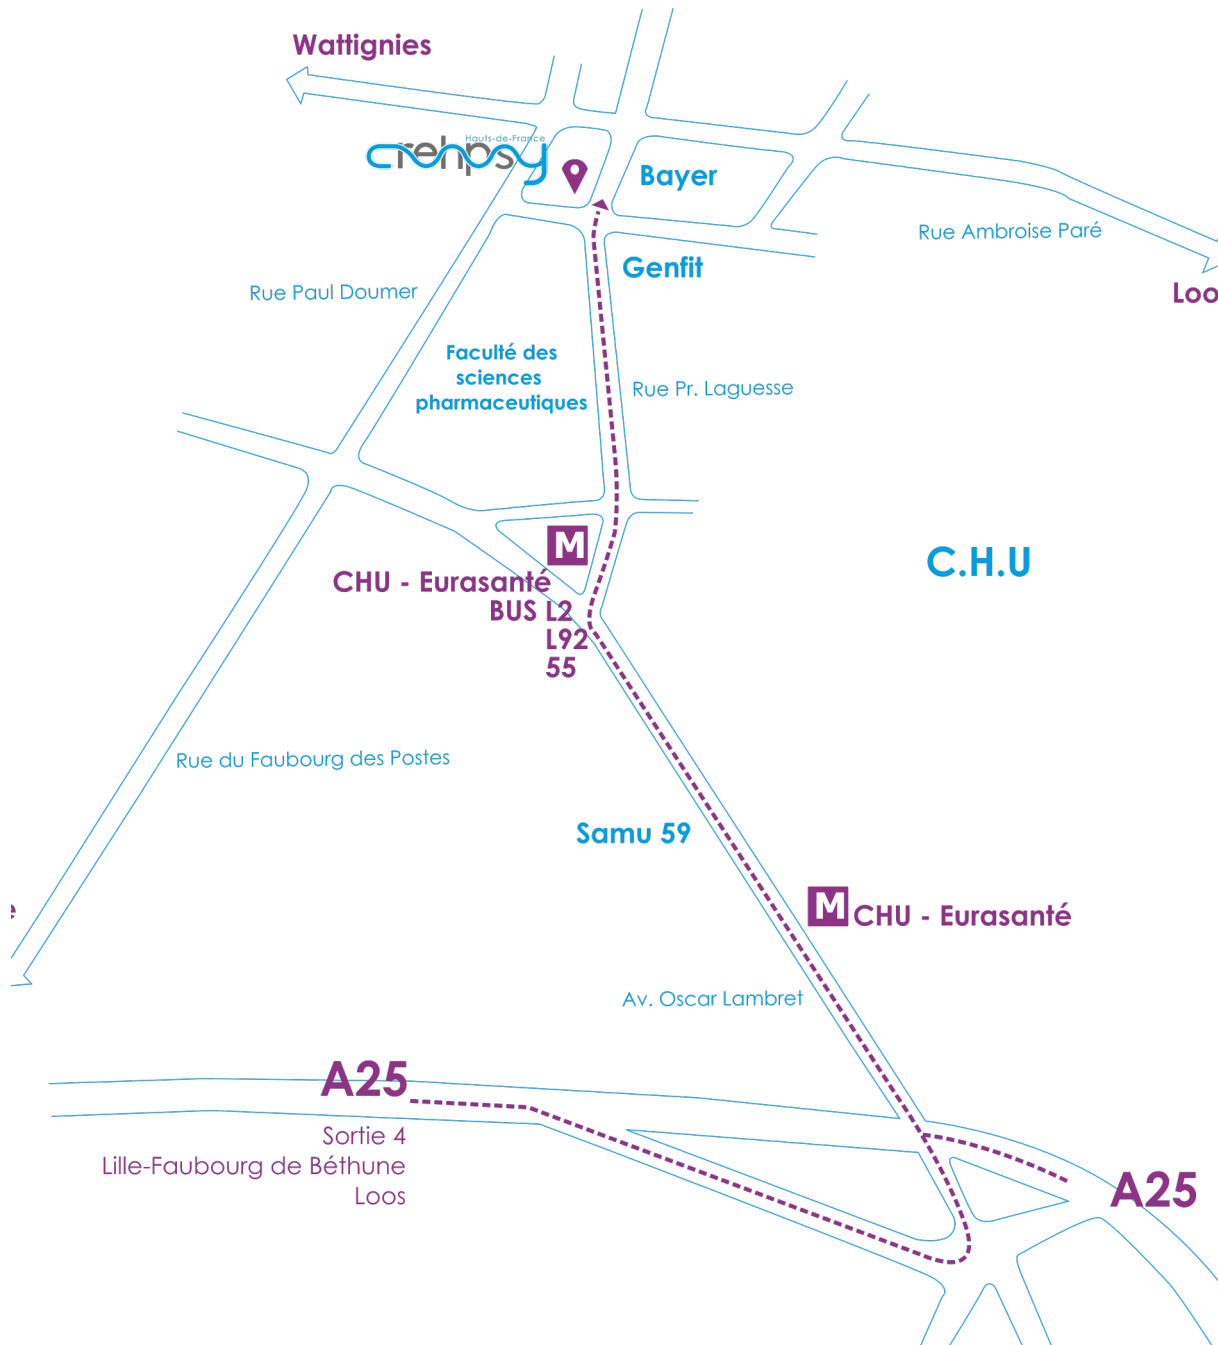 Wattignies
Hauts-de-France
crehpsy
Bayer
Rue Ambroise Paré
Genfit
Loo
Rue Paul Doumer
Faculté des
sciences
pharmaceutiques
Rue Pr. Laguesse
M
C.H.U
CHU - Eurasanté
BUS L2
L92
55
Rue du Faubourg des Postes
Samu 59
M
CHU - Eurasanté
e
Av. Oscar Lambret
A25
Sortie 4
Lille-Faubourg de Béthune
Loos
A25